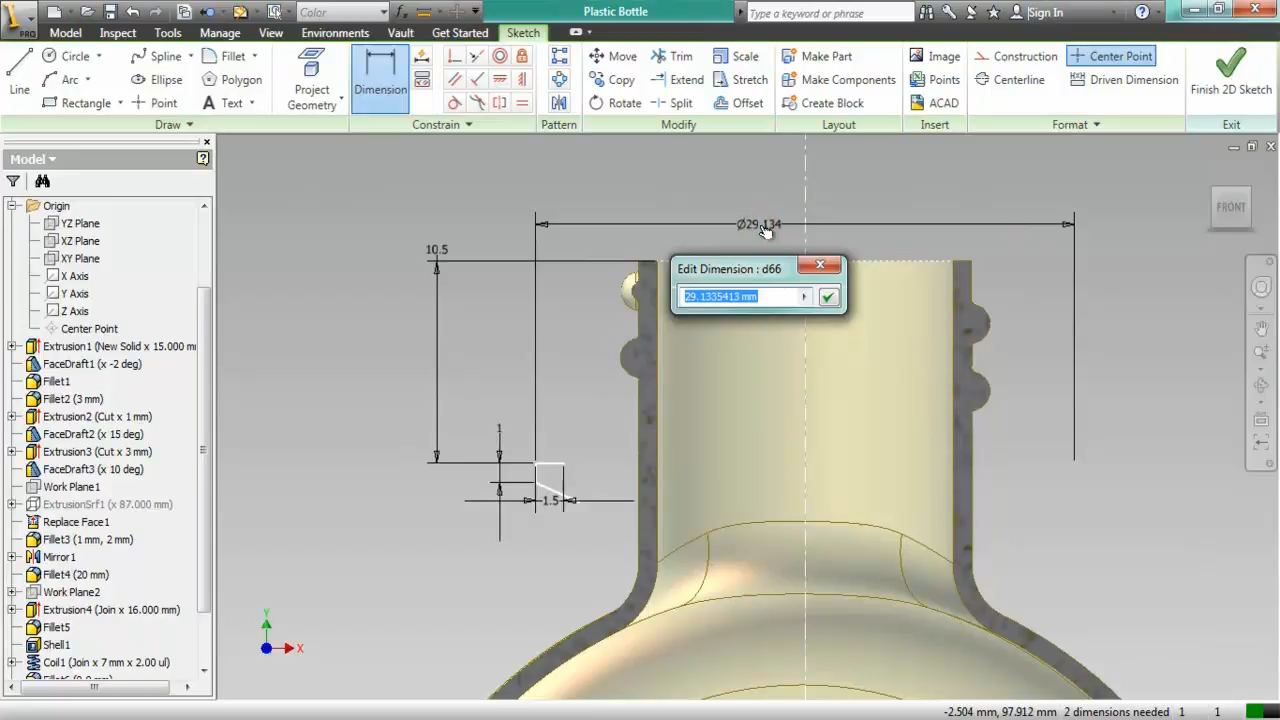 PRO
Color
Plastic Bottle
Type a keyword or phrase
Sign In
Model Inspect Tools Manage View Environments Vault Get Started Sketch
Line
Circle Spline Fillet
Arc Ellipse Polygon
Rectangle Point Text
Project Geometry
Dimension
Move Trim Scale
Copy Extend Stretch
Rotate Split Offset
Make Part
Make Components
Create Block
Image
Points
ACAD
Construction Center Point
Centerline Driven Dimension
Finish 2D Sketch
Draw Constrain Pattern Modify Layout Insert Format Exit
Model
Origin
YZ Plane
XZ Plane
XY Plane
X Axis
Y Axis
Z Axis
Center Point
Extrusion1 (New Solid x 15.000 m
FaceDraft1 (x -2 deg)
Fillet1
Fillet2 (3 mm)
Extrusion2 (Cut x 1 mm)
FaceDraft2 (x 15 deg)
Extrusion3 (Cut x 3 mm)
FaceDraft3 (x 10 deg)
Work Plane1
ExtrusionSrf1 (x 36.000 mm)
Replace Face1
Fillet3 (1 mm, 2 mm)
Mirror1
Fillet4 (20 mm)
Work Plane2
Extrusion4 (Join x 16.000 mm)
Fillet5
Shell1
Coil1 (Join x 7 mm x 2.00 ul)
Ø29.134
10.5
Edit Dimension : d66
29.1335413 mm
1
1.5
FRONT
Y
X
-2.504 mm, 97.912 mm 2 dimensions needed 1 1